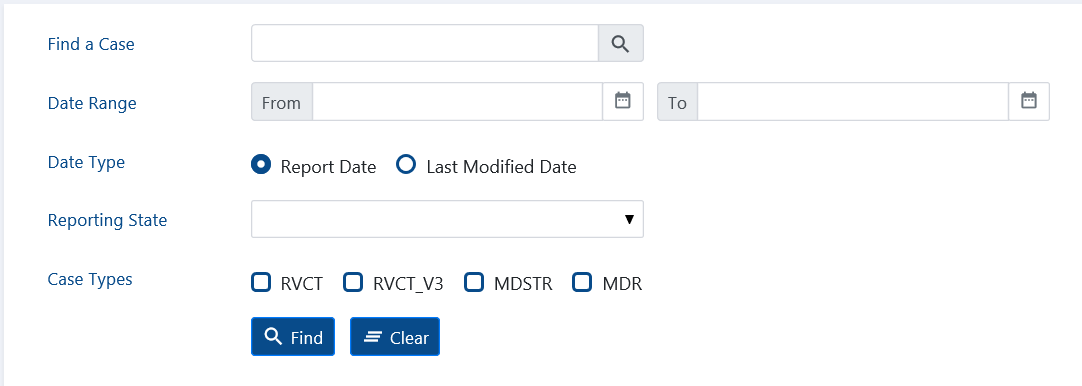 Find a Case
Date Range From To
Date Type Report Date Last Modified Date
Reporting State
Case Types RVCT RVCT_V3 MDSTR MDR
Find Clear